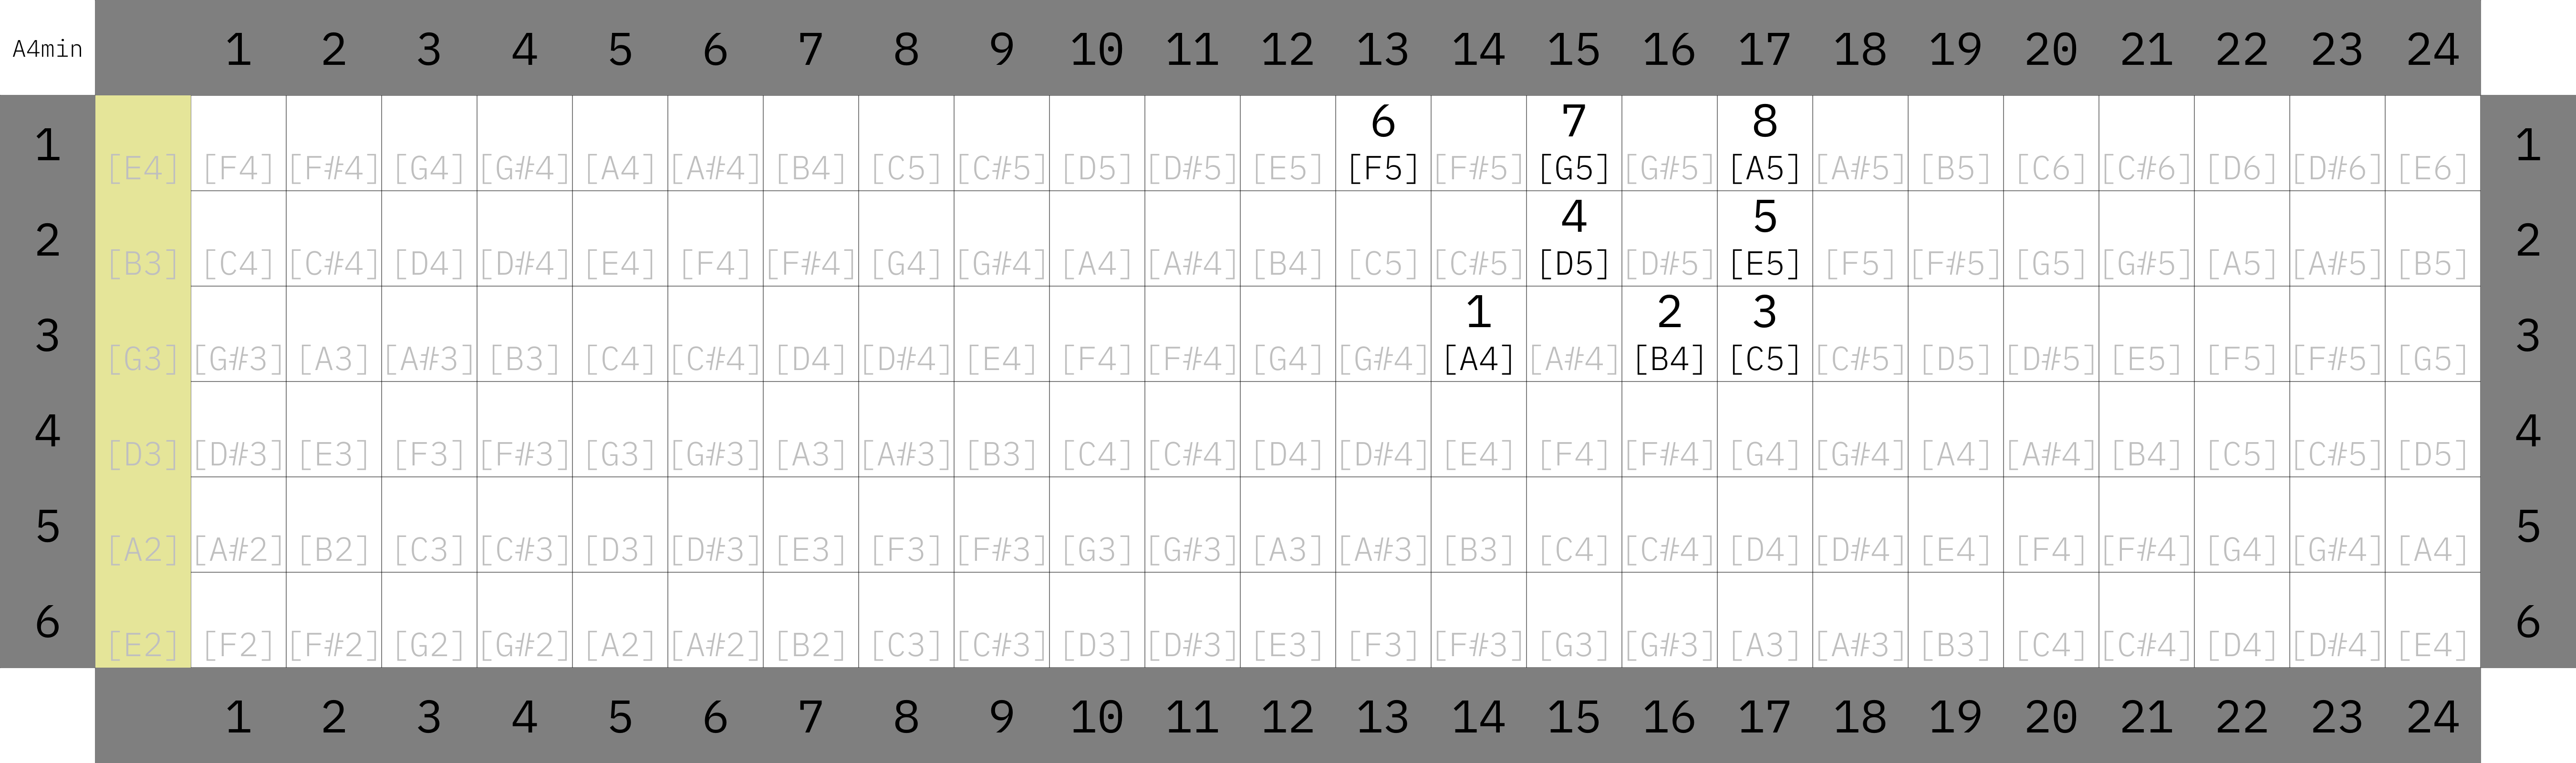 A4min 1 2 3 4 5 6 7 8 9 10 11 12 13 14 15 16 17 18 19 20 21 22 23 24
6 7 8
1 [E4] [F4] [F#4] [G4] [G#4] [A4] [A#4] [B4] [C5] [C#5] [D5] [D#5] [E5] [F5] [F#5] [G5] [G#5] [A5] [A#5] [B5] [C6] [C#6] [D6] [D#6] [E6] 1
4 5
2 [B3] [C4] [C#4] [D4] [D#4] [E4] [F4] [F#4] [G4] [G#4] [A4] [A#4] [B4] [C5] [C#5] [D5] [D#5] [E5] [F5] [F#5] [G5] [G#5] [A5] [A#5] [B5] 2
1 2 3
3 [G3] [G#3] [A3] [A#3] [B3] [C4] [C#4] [D4] [D#4] [E4] [F4] [F#4] [G4] [G#4] [A4] [A#4] [B4] [C5] [C#5] [D5] [D#5] [E5] [F5] [F#5] [G5] 3
4 [D3] [D#3] [E3] [F3] [F#3] [G3] [G#3] [A3] [A#3] [B3] [C4] [C#4] [D4] [D#4] [E4] [F4] [F#4] [G4] [G#4] [A4] [A#4] [B4] [C5] [C#5] [D5] 4
5 [A2] [A#2] [B2] [C3] [C#3] [D3] [D#3] [E3] [F3] [F#3] [G3] [G#3] [A3] [A#3] [B3] [C4] [C#4] [D4] [D#4] [E4] [F4] [F#4] [G4] [G#4] [A4] 5
6 [E2] [F2] [F#2] [G2] [G#2] [A2] [A#2] [B2] [C3] [C#3] [D3] [D#3] [E3] [F3] [F#3] [G3] [G#3] [A3] [A#3] [B3] [C4] [C#4] [D4] [D#4] [E4] 6
1 2 3 4 5 6 7 8 9 10 11 12 13 14 15 16 17 18 19 20 21 22 23 24